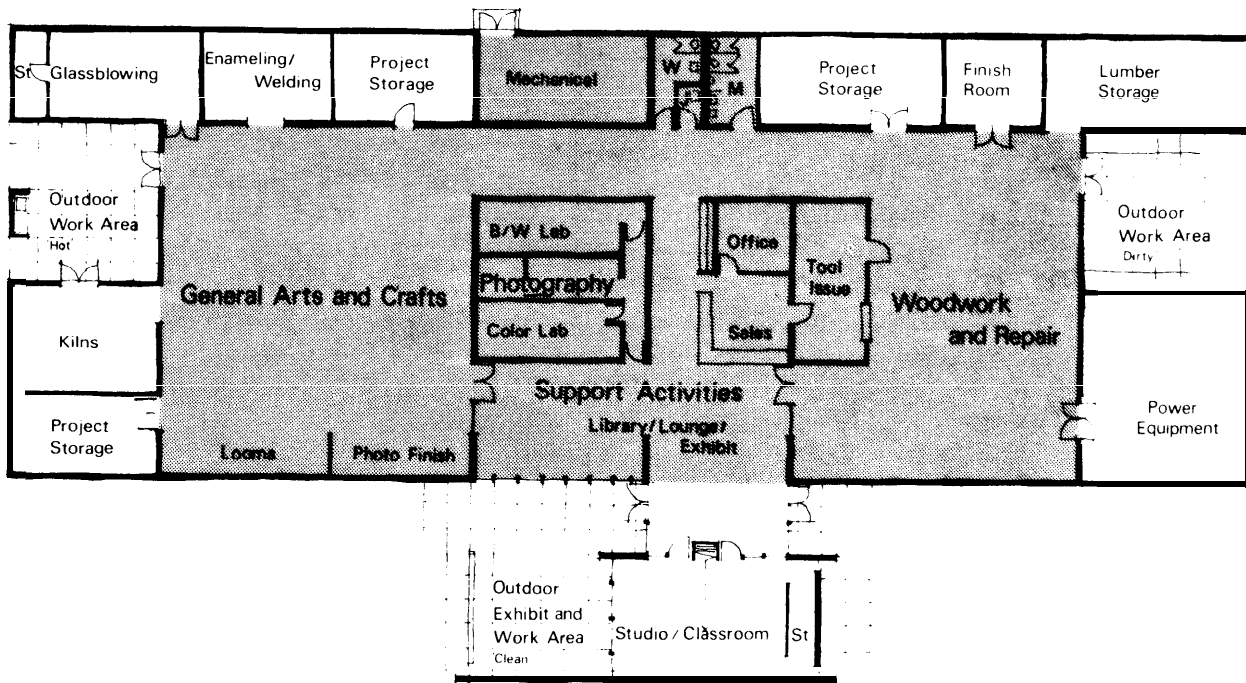 St
Glassblowing
Enameling/
Welding
Project
Storage
Mechanical
W
M
Project
Storage
Finish
Room
Lumber
Storage
Outdoor
Work Area
Hot
B/W Lab
Photography
Color Lab
Office
Tool
Issue
Sales
Outdoor
Work Area
Dirty
General Arts and Crafts
Woodwork
and Repair
Kilns
Project
Storage
Looms
Photo Finish
Support Activities
Library/Lounge/
Exhibit
Power
Equipment
Outdoor
Exhibit and
Work Area
Clean
Studio/Classroom
St